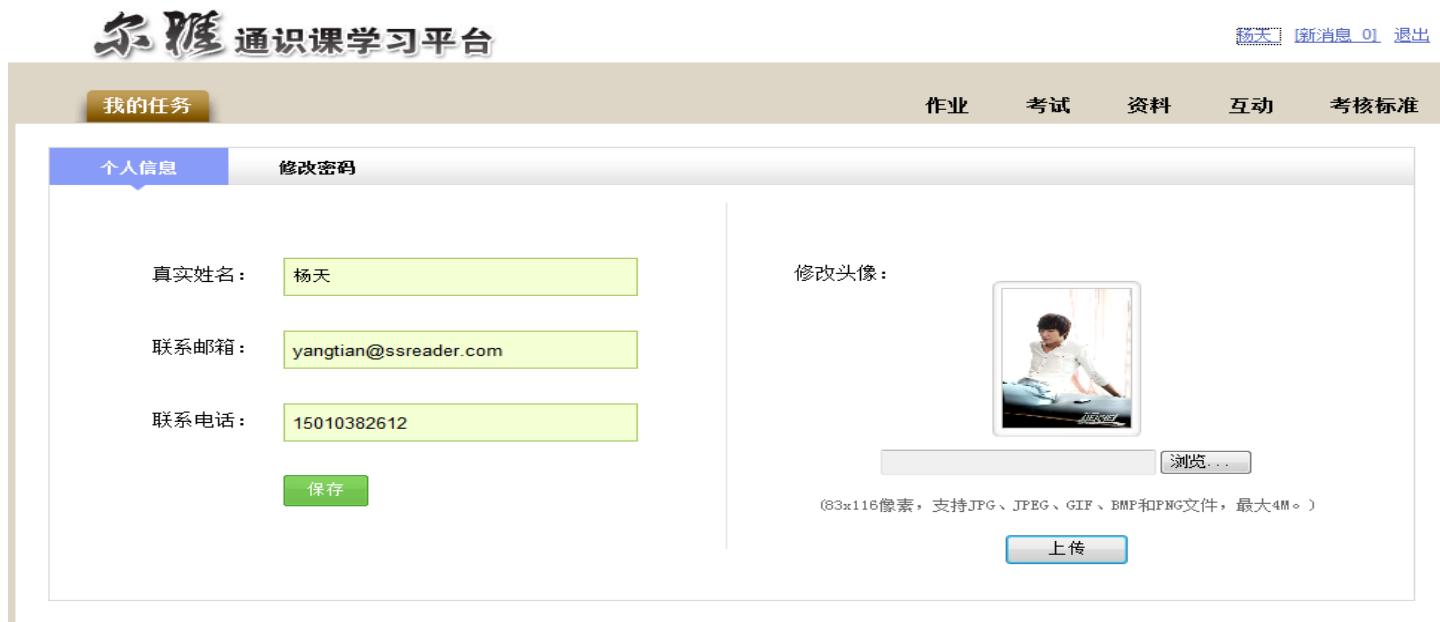 尔雅 通识课学习平台
杨天 [新消息 0] 退出
我的任务 作业 考试 资料 互动 考核标准
个人信息 修改密码
真实姓名： 杨天
联系邮箱： yangtian@ssreader.com
联系电话： 15010382612
保存
修改头像：
浏览...
(83x116像素，支持JPG、JPEG、GIF、BMP和PNG文件，最大4M。)
上传